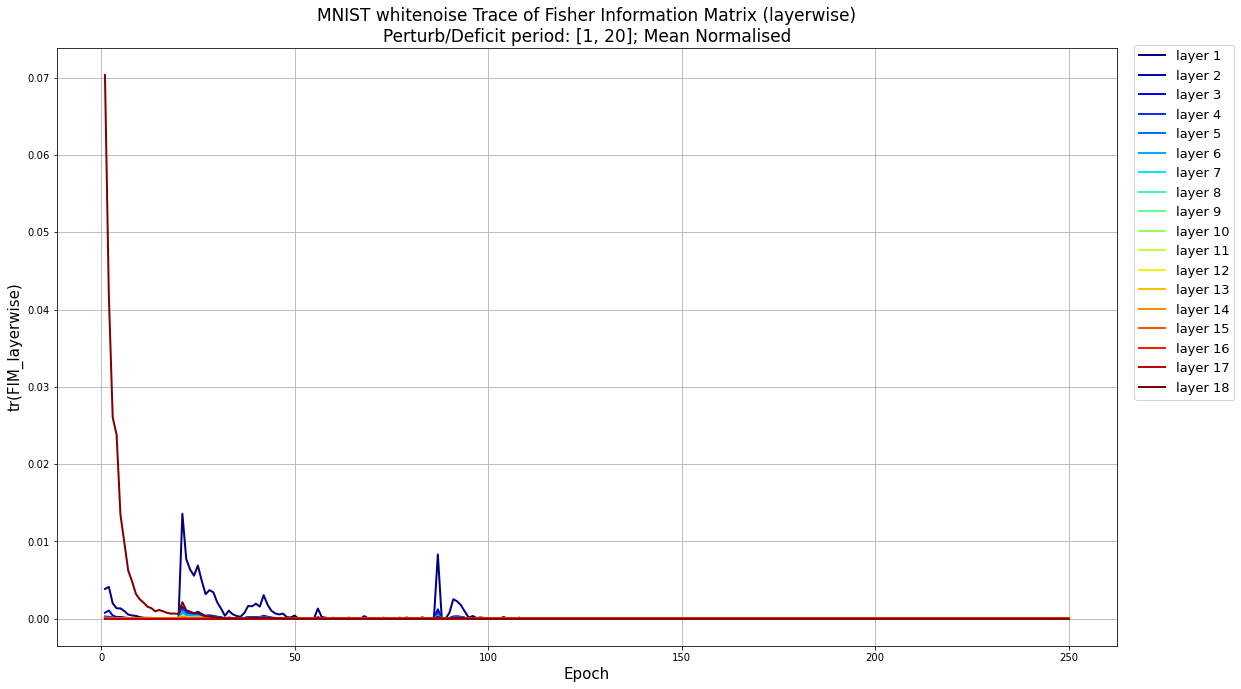 MNIST whitenoise Trace of Fisher Information Matrix (layerwise)
Perturb/Deficit period: [1, 20]; Mean Normalised
tr(FIM_layerwise)
0.07
0.06
0.05
0.04
0.03
0.02
0.01
0.00
0
50
100
150
200
250
Epoch
layer 1
layer 2
layer 3
layer 4
layer 5
layer 6
layer 7
layer 8
layer 9
layer 10
layer 11
layer 12
layer 13
layer 14
layer 15
layer 16
layer 17
layer 18